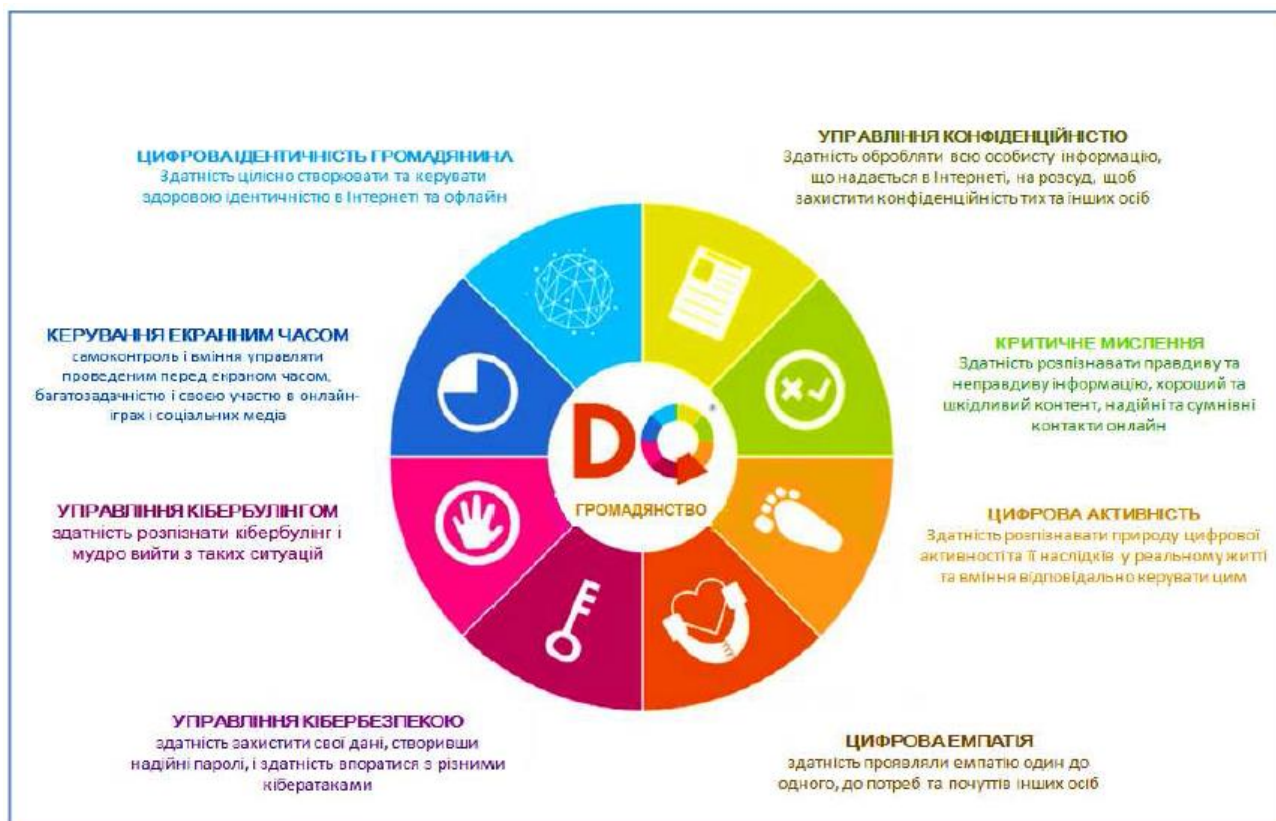 ЦИФРОВА ІДЕНТИЧНІСТЬ ГРОМАДЯНИНА
Здатність цілісно створювати та керувати
здоровою ідентичністю в Інтернеті та офлайн
УПРАВЛІННЯ КОНФІДЕНЦІЙНІСТЮ
Здатність обробляти всю особисту інформацію,
що надається в Інтернеті, на розсуд, щоб
захистити конфіденційність тих та інших осіб
КЕРУВАННЯ ЕКРАННИМ ЧАСОМ
самоконтроль і вміння управляти
проведеним перед екраном часом,
багатозадачністю і своєю участю в онлайн-
іграх і соціальних медіа
КРИТИЧНЕ МИСЛЕННЯ
Здатність розпізнавати правдиву та
неправдиву інформацію, хороший та
шкідливий контент, надійні та сумнівні
контакти онлайн
DQ®
ГРОМАДЯНСТВО
УПРАВЛІННЯ КІБЕРБУЛІНГОМ
здатність розпізнати кібербулінг і
мудро вийти з таких ситуацій
ЦИФРОВА АКТИВНІСТЬ
Здатність розпізнавати природу цифрової
активності та її наслідків у реальному житті
та вміння відповідально керувати цим
УПРАВЛІННЯ КІБЕРБЕЗПЕКОЮ
здатність захистити свої дані, створивши
надійні паролі, і здатність впоратися з різними
кібератаками
ЦИФРОВА ЕМПАТІЯ
здатність проявляли емпатію один до
одного, до потреб та почуттів інших осіб